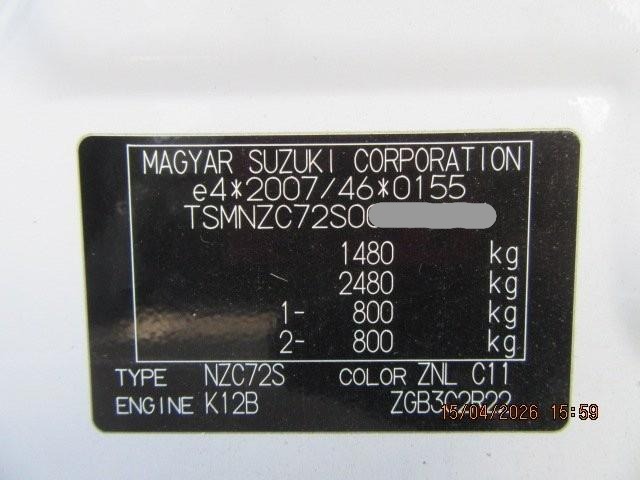 MAGYAR SUZUKI CORPORATION
e4*2007/46*0155
TSMNZC72S0
1480 kg
2480 kg
1- 800 kg
2- 800 kg
TYPE NZC72S COLOR ZNL C11
ENGINE K12B
15/04/2026 15:59